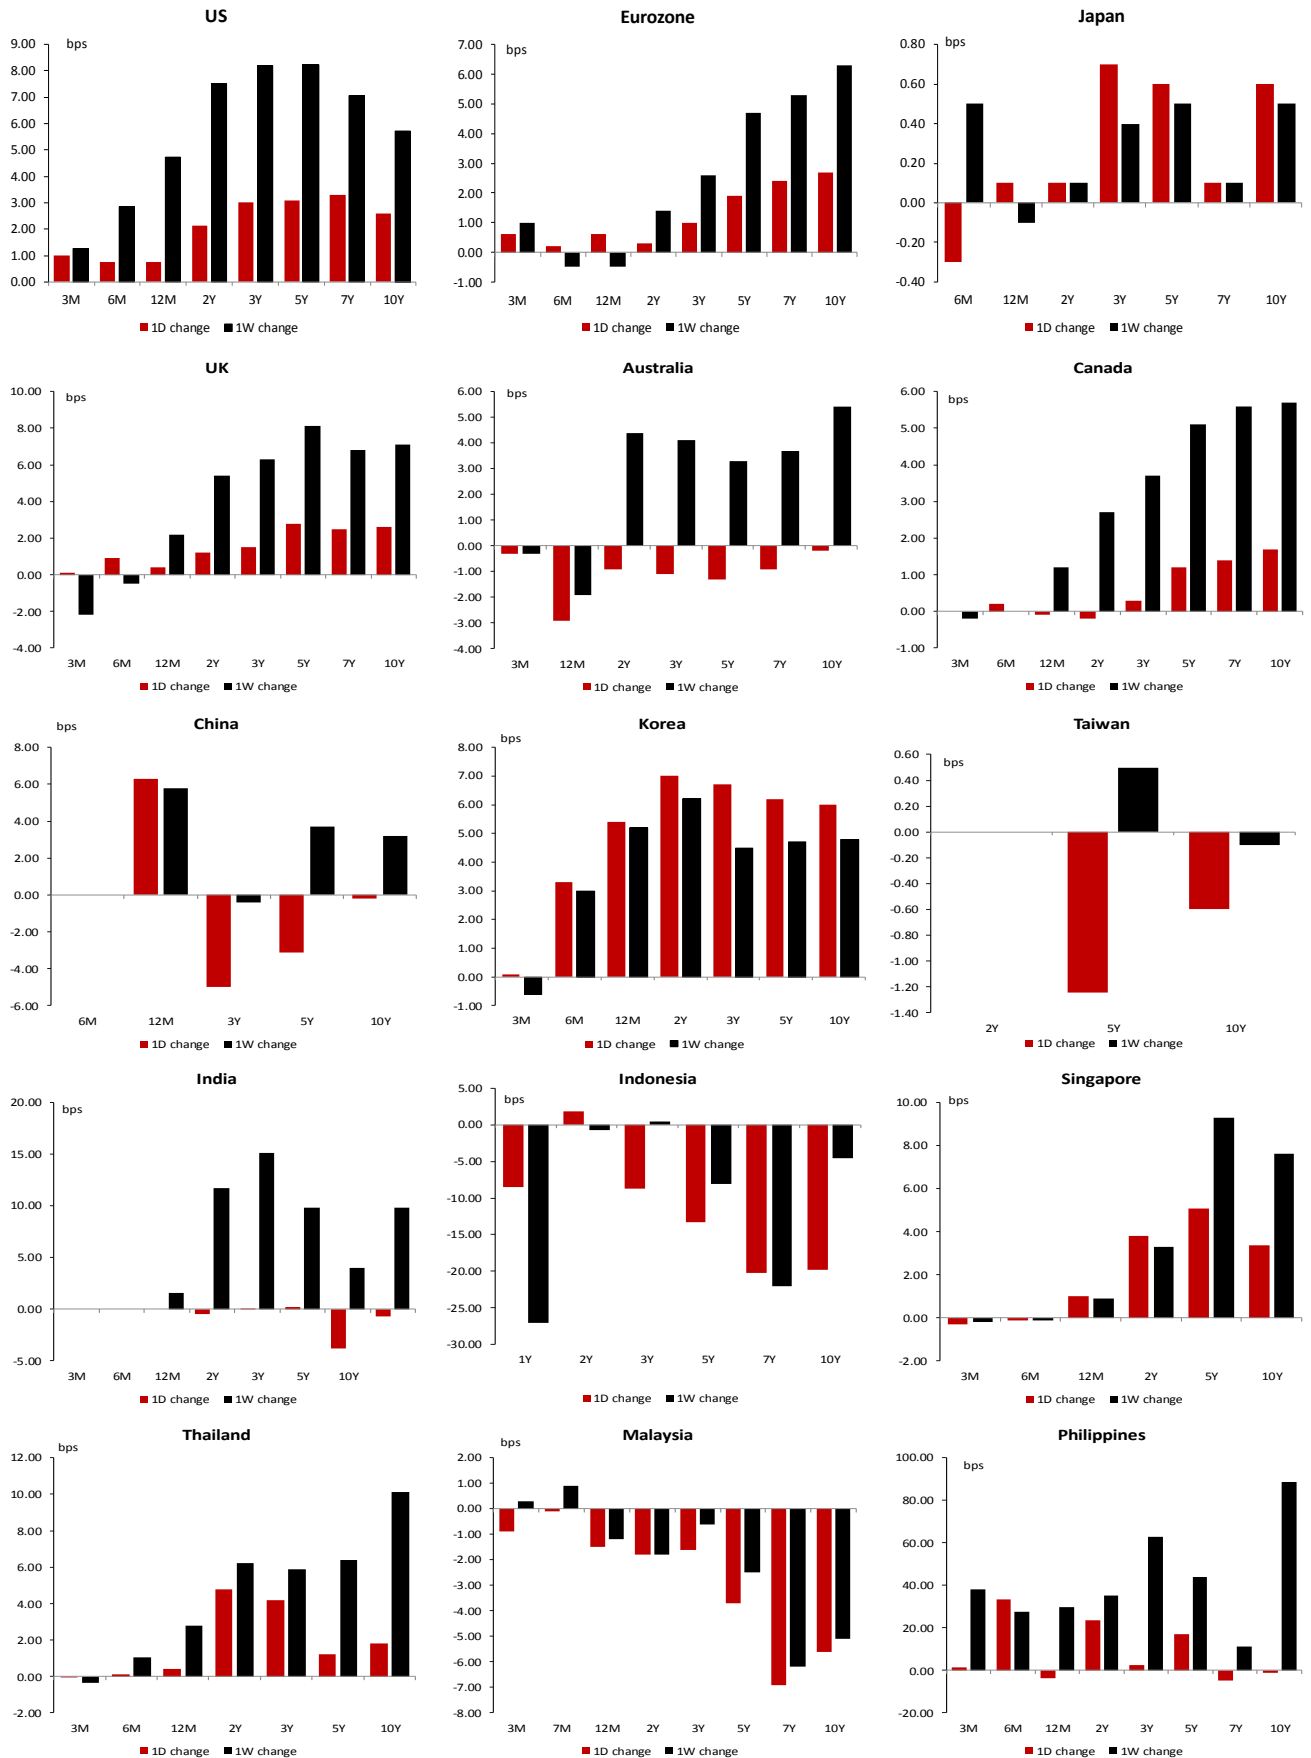 US
bps
9.00
8.00
7.00
6.00
5.00
4.00
3.00
2.00
1.00
0.00
3M 6M 12M 2Y 3Y 5Y 7Y 10Y
1D change 1W change
Eurozone
bps
7.00
6.00
5.00
4.00
3.00
2.00
1.00
0.00
-1.00
3M 6M 12M 2Y 3Y 5Y 7Y 10Y
1D change 1W change
Japan
bps
0.80
0.60
0.40
0.20
0.00
-0.20
-0.40
6M 12M 2Y 3Y 5Y 7Y 10Y
1D change 1W change
UK
bps
10.00
8.00
6.00
4.00
2.00
0.00
-2.00
-4.00
3M 6M 12M 2Y 3Y 5Y 7Y 10Y
1D change 1W change
Australia
bps
6.00
5.00
4.00
3.00
2.00
1.00
0.00
-1.00
-2.00
-3.00
-4.00
3M 12M 2Y 3Y 5Y 7Y 10Y
1D change 1W change
Canada
bps
6.00
5.00
4.00
3.00
2.00
1.00
0.00
-1.00
3M 6M 12M 2Y 3Y 5Y 7Y 10Y
1D change 1W change
China
bps
8.00
6.00
4.00
2.00
0.00
-2.00
-4.00
-6.00
6M 12M 3Y 5Y 10Y
1D change 1W change
Korea
bps
8.00
7.00
6.00
5.00
4.00
3.00
2.00
1.00
0.00
-1.00
3M 6M 12M 2Y 3Y 5Y 10Y
1D change 1W change
Taiwan
bps
0.60
0.40
0.20
0.00
-0.20
-0.40
-0.60
-0.80
-1.00
-1.20
-1.40
2Y 5Y 10Y
1D change 1W change
India
bps
20.00
15.00
10.00
5.00
0.00
-5.00
3M 6M 12M 2Y 3Y 5Y 10Y
1D change 1W change
Indonesia
bps
5.00
0.00
-5.00
-10.00
-15.00
-20.00
-25.00
-30.00
1Y 2Y 3Y 5Y 7Y 10Y
1D change 1W change
Singapore
bps
10.00
8.00
6.00
4.00
2.00
0.00
-2.00
3M 6M 12M 2Y 5Y 10Y
1D change 1W change
Thailand
bps
12.00
10.00
8.00
6.00
4.00
2.00
0.00
-2.00
3M 6M 12M 2Y 3Y 5Y 10Y
1D change 1W change
Malaysia
bps
2.00
1.00
0.00
-1.00
-2.00
-3.00
-4.00
-5.00
-6.00
-7.00
-8.00
3M 7M 12M 2Y 3Y 5Y 7Y 10Y
1D change 1W change
Philippines
bps
100.00
80.00
60.00
40.00
20.00
0.00
-20.00
3M 6M 12M 2Y 3Y 5Y 7Y 10Y
1D change 1W change